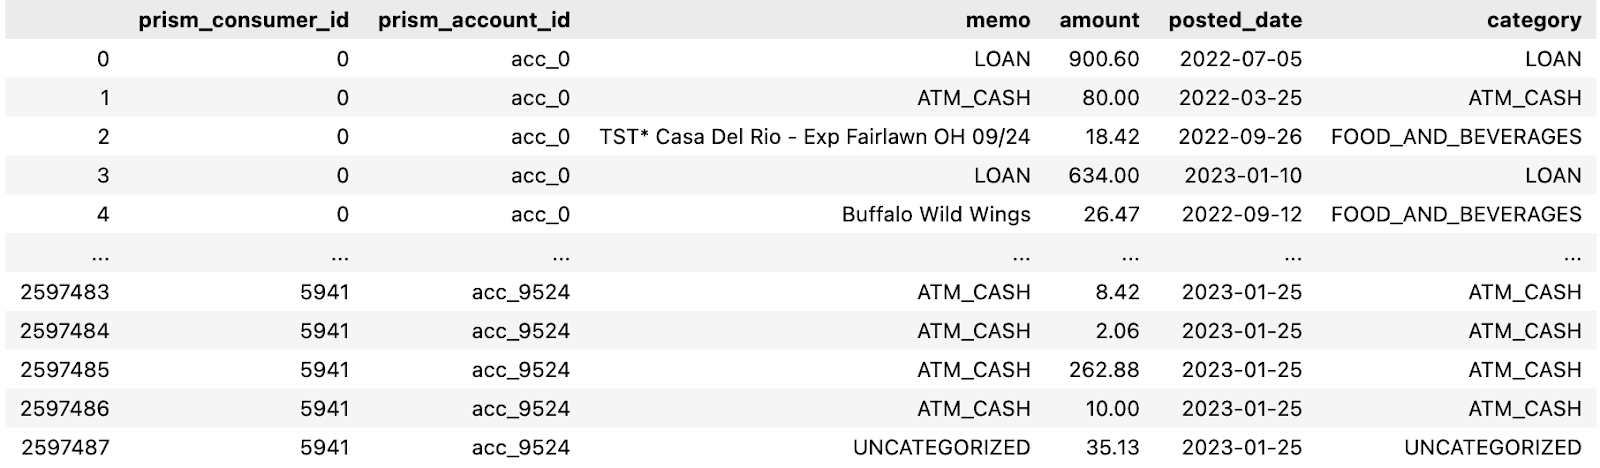 prism_consumer_id prism_account_id memo amount posted_date category
0 0 acc_0 LOAN 900.60 2022-07-05 LOAN
1 0 acc_0 ATM_CASH 80.00 2022-03-25 ATM_CASH
2 0 acc_0 TST* Casa Del Rio - Exp Fairlawn OH 09/24 18.42 2022-09-26 FOOD_AND_BEVERAGES
3 0 acc_0 LOAN 634.00 2023-01-10 LOAN
4 0 acc_0 Buffalo Wild Wings 26.47 2022-09-12 FOOD_AND_BEVERAGES
... ... ... ... ... ... ...
2597483 5941 acc_9524 ATM_CASH 8.42 2023-01-25 ATM_CASH
2597484 5941 acc_9524 ATM_CASH 2.06 2023-01-25 ATM_CASH
2597485 5941 acc_9524 ATM_CASH 262.88 2023-01-25 ATM_CASH
2597486 5941 acc_9524 ATM_CASH 10.00 2023-01-25 ATM_CASH
2597487 5941 acc_9524 UNCATEGORIZED 35.13 2023-01-25 UNCATEGORIZED